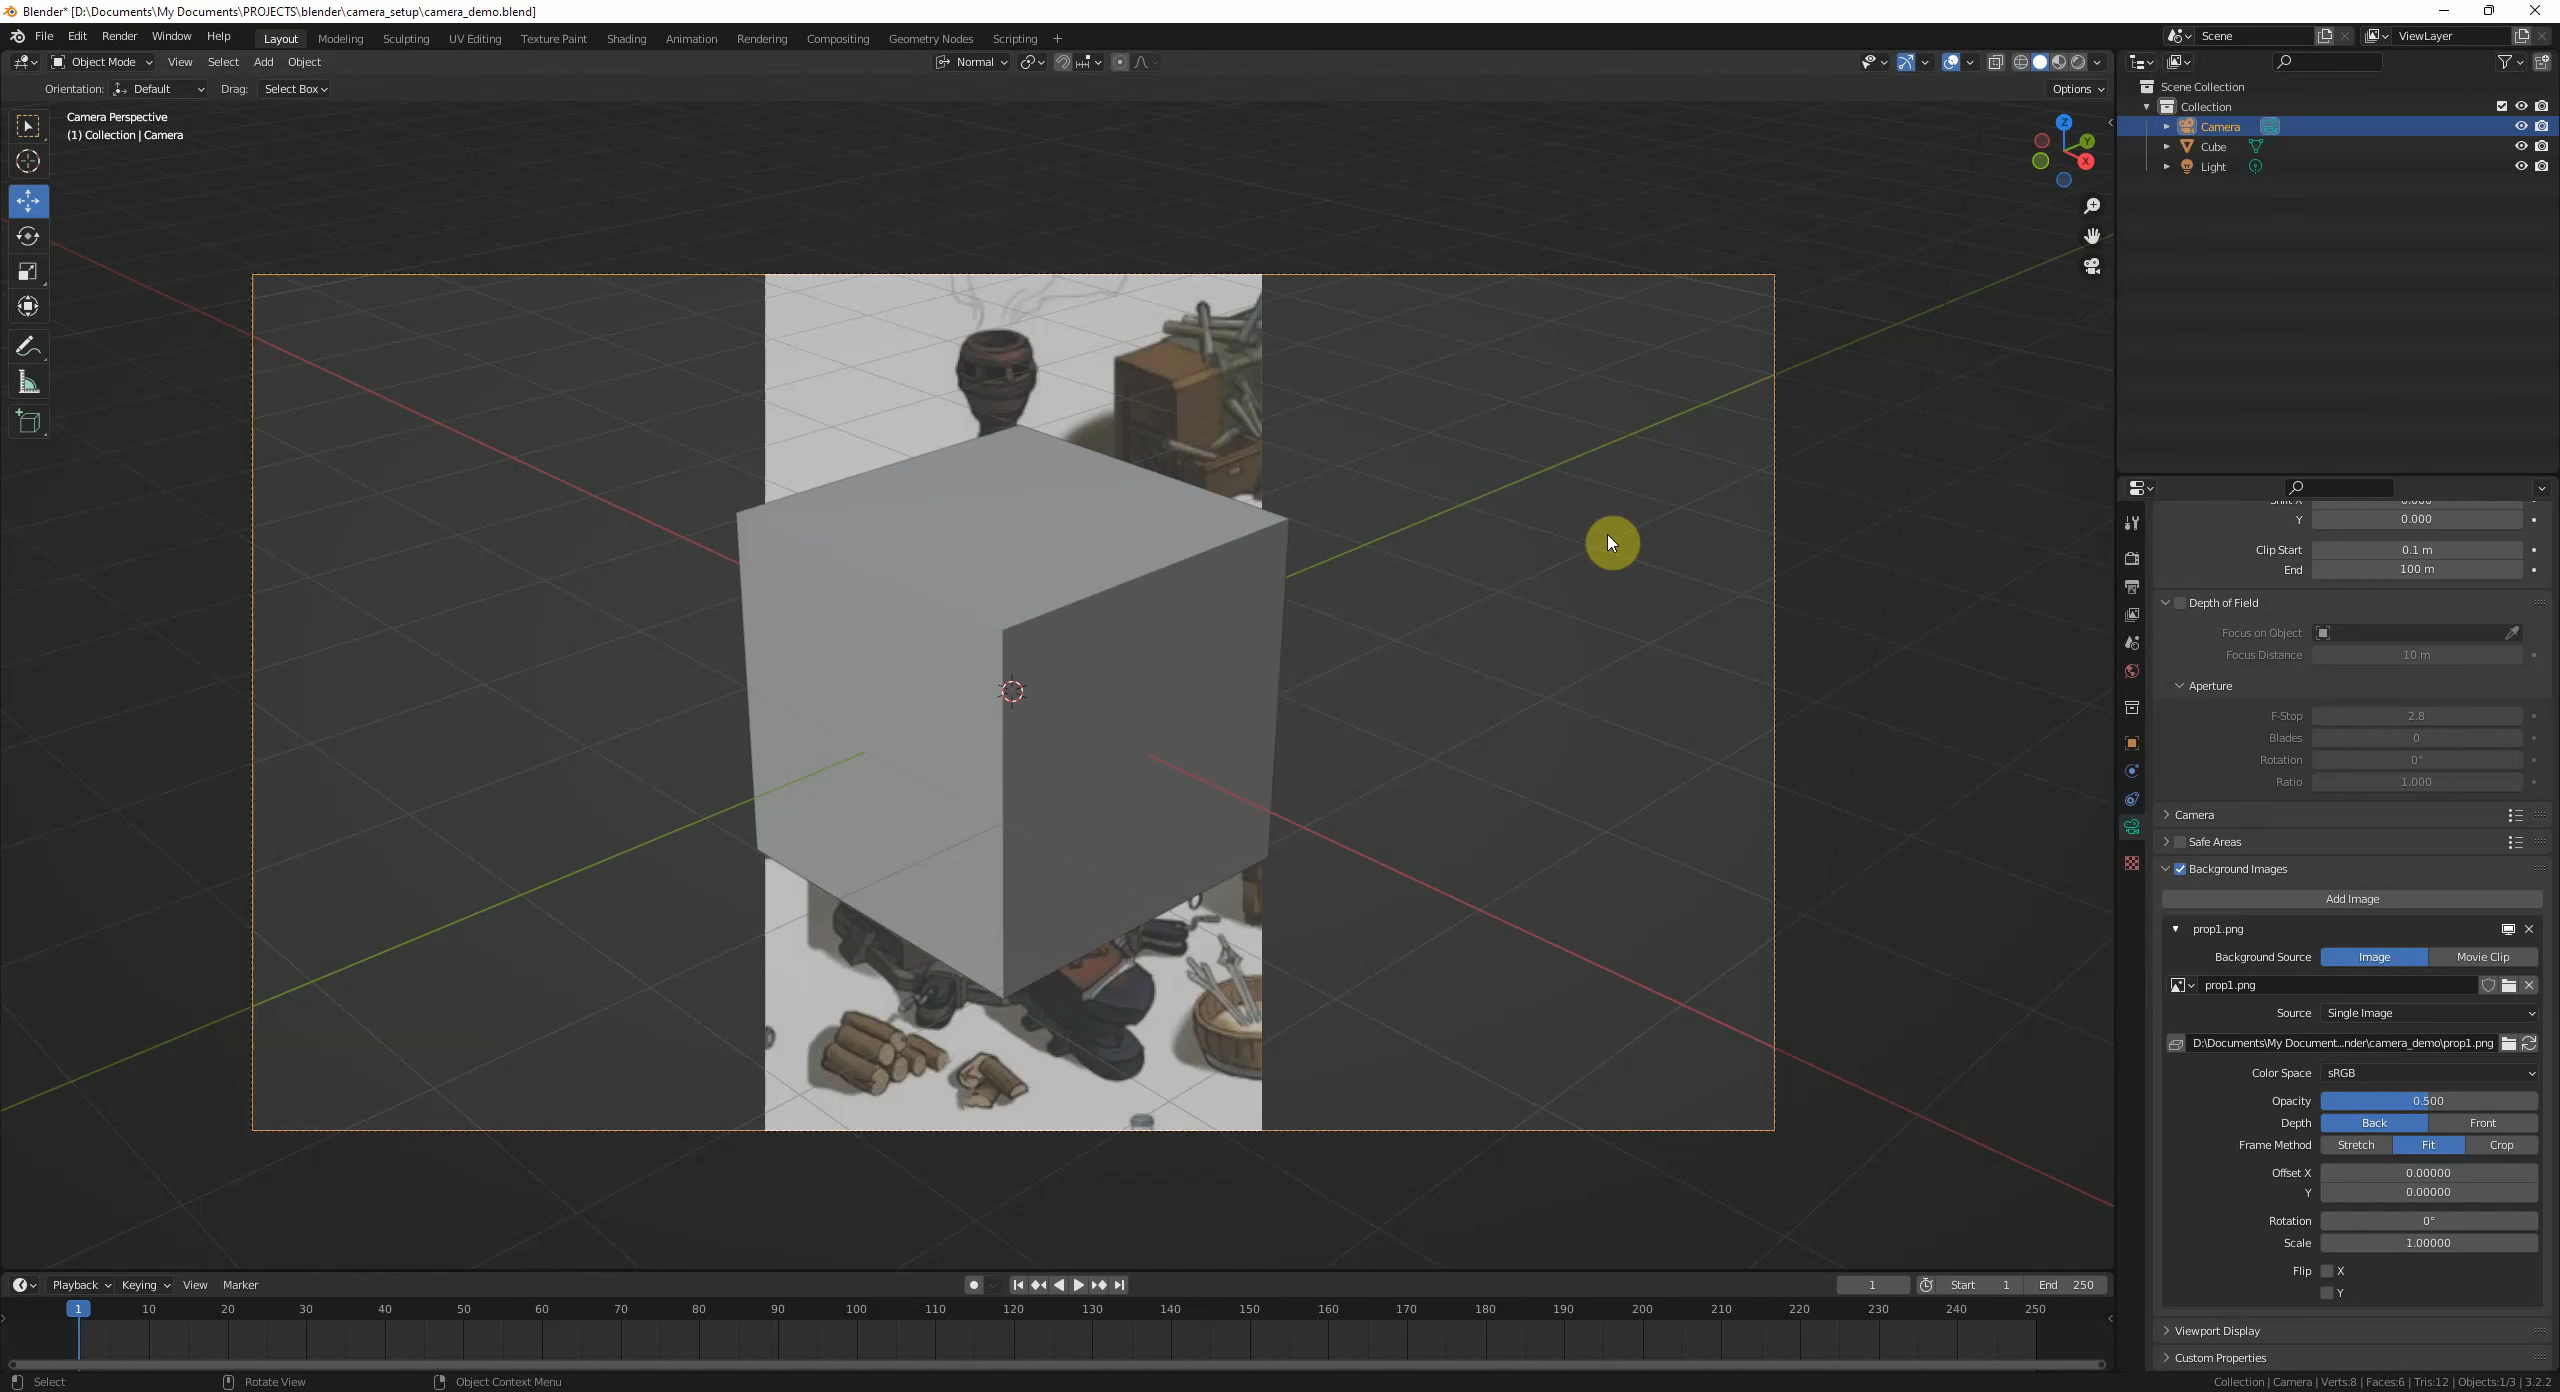 Blender* [D:\Documents\My Documents\PROJECTS\blender\camera_setup\camera_demo.blend]
File Edit Render Window Help Layout Modeling Sculpting UV Editing Texture Paint Shading Animation Rendering Compositing Geometry Nodes Scripting Scene ViewLayer
Object Mode View Select Add Object Normal
Orientation: Default Drag: Select Box Options
Camera Perspective
(1) Collection | Camera
Z
Y
X
Scene Collection
Collection
Camera
Cube
Light
Y 0.000
Clip Start 0.1 m
End 100 m
Depth of Field
Focus on Object
Focus Distance 10 m
Aperture
F-Stop 2.8
Blades 0
Rotation 0°
Ratio 1.000
Camera
Safe Areas
Background Images
Add Image
prop1.png
Background Source Image Movie Clip
prop1.png
Source Single Image
D:\Documents\My Document...nder\camera_demo\prop1.png
Color Space sRGB
Opacity 0.500
Depth Back Front
Frame Method Stretch Fit Crop
Offset X 0.00000
Y 0.00000
Rotation 0°
Scale 1.00000
Flip X
Y
Viewport Display
Custom Properties
Playback Keying View Marker 1 Start 1 End 250
1 10 20 30 40 50 60 70 80 90 100 110 120 130 140 150 160 170 180 190 200 210 220 230 240 250
Select Rotate View Object Context Menu Collection | Camera | Verts:8 | Faces:6 | Tris:12 | Objects:1/3 | 3.2.2